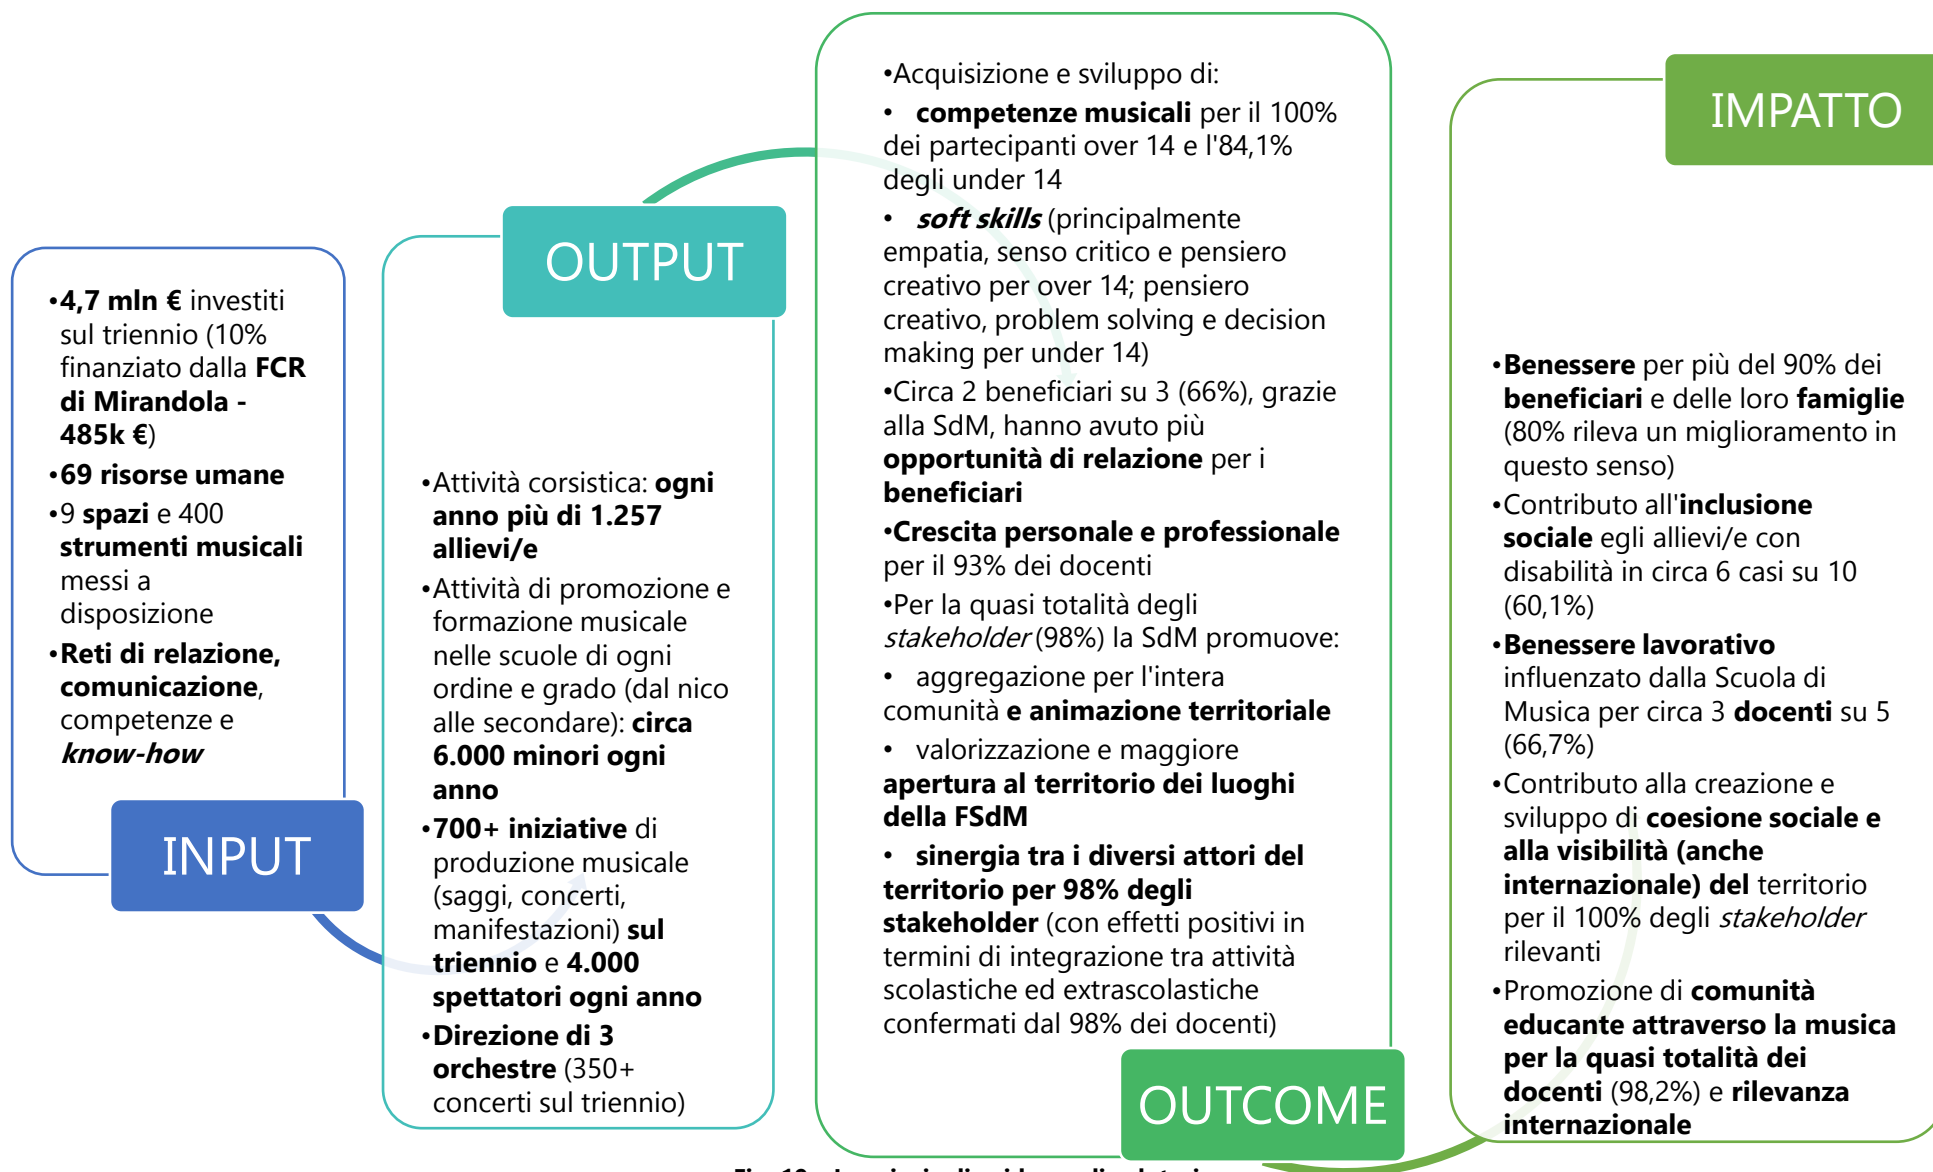 •4,7 mln € investiti
sul triennio (10%
finanziato dalla FCR
di Mirandola -
485k €)
•69 risorse umane
•9 spazi e 400
strumenti musicali
messi a
disposizione
•Reti di relazione,
comunicazione,
competenze e
know-how
INPUT
OUTPUT
•Attività corsistica: ogni
anno più di 1.257
allievi/e
•Attività di promozione e
formazione musicale
nelle scuole di ogni
ordine e grado (dal nico
alle secondare): circa
6.000 minori ogni
anno
•700+ iniziative di
produzione musicale
(saggi, concerti,
manifestazioni) sul
triennio e 4.000
spettatori ogni anno
•Direzione di 3
orchestre (350+
concerti sul triennio)
•Acquisizione e sviluppo di:
• competenze musicali per il 100%
dei partecipanti over 14 e l'84,1%
degli under 14
• soft skills (principalmente
empatia, senso critico e pensiero
creativo per over 14; pensiero
creativo, problem solving e decision
making per under 14)
•Circa 2 beneficiari su 3 (66%), grazie
alla SdM, hanno avuto più
opportunità di relazione per i
beneficiari
•Crescita personale e professionale
per il 93% dei docenti
•Per la quasi totalità degli
stakeholder (98%) la SdM promuove:
• aggregazione per l'intera
comunità e animazione territoriale
• valorizzazione e maggiore
apertura al territorio dei luoghi
della FSdM
• sinergia tra i diversi attori del
territorio per 98% degli
stakeholder (con effetti positivi in
termini di integrazione tra attività
scolastiche ed extrascolastiche
confermati dal 98% dei docenti)
OUTCOME
IMPATTO
•Benessere per più del 90% dei
beneficiari e delle loro famiglie
(80% rileva un miglioramento in
questo senso)
•Contributo all'inclusione
sociale egli allievi/e con
disabilità in circa 6 casi su 10
(60,1%)
•Benessere lavorativo
influenzato dalla Scuola di
Musica per circa 3 docenti su 5
(66,7%)
•Contributo alla creazione e
sviluppo di coesione sociale e
alla visibilità (anche
internazionale) del territorio
per il 100% degli stakeholder
rilevanti
•Promozione di comunità
educante attraverso la musica
per la quasi totalità dei
docenti (98,2%) e rilevanza
internazionale